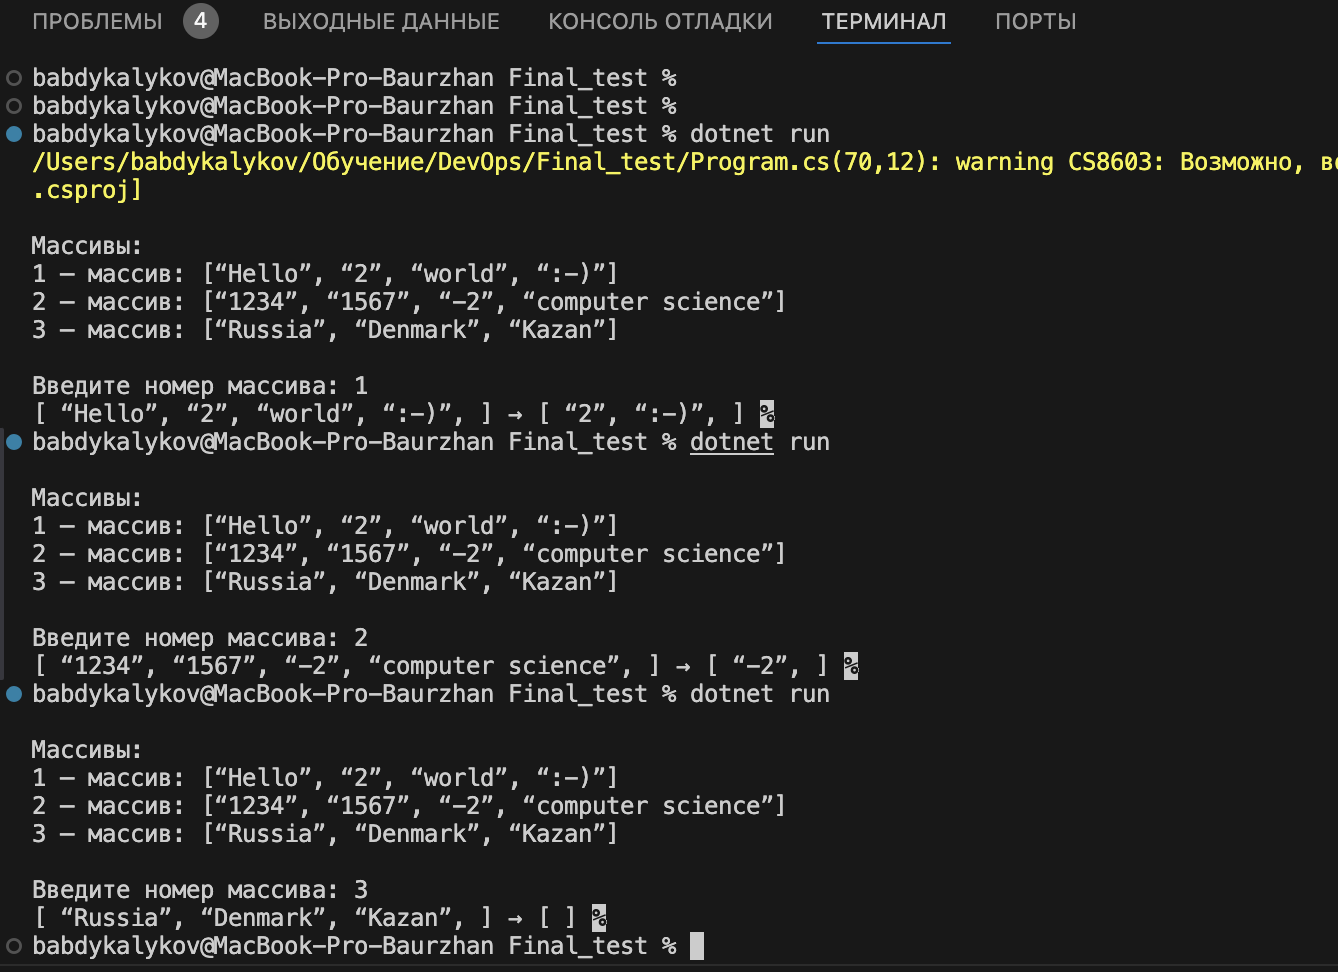 ПРОБЛЕМЫ 4 ВЫХОДНЫЕ ДАННЫЕ КОНСОЛЬ ОТЛАДКИ ТЕРМИНАЛ ПОРТЫ
babdykalykov@MacBook-Pro-Baurzhan Final_test %
babdykalykov@MacBook-Pro-Baurzhan Final_test %
babdykalykov@MacBook-Pro-Baurzhan Final_test % dotnet run
/Users/babdykalykov/Обучение/DevOps/Final_test/Program.cs(70,12): warning CS8603: Возможно,
.csproj]
Массивы:
1 – массив: [“Hello”, “2”, “world”, “:-)”]
2 – массив: [“1234”, “1567”, “-2”, “computer science”]
3 – массив: [“Russia”, “Denmark”, “Kazan”]
Введите номер массива: 1
[ “Hello”, “2”, “world”, “:-)”, ] → [ “2”, “:-)”, ] %
babdykalykov@MacBook-Pro-Baurzhan Final_test % dotnet run
Массивы:
1 – массив: [“Hello”, “2”, “world”, “:-)”]
2 – массив: [“1234”, “1567”, “-2”, “computer science”]
3 – массив: [“Russia”, “Denmark”, “Kazan”]
Введите номер массива: 2
[ “1234”, “1567”, “-2”, “computer science”, ] → [ “-2”, ] %
babdykalykov@MacBook-Pro-Baurzhan Final_test % dotnet run
Массивы:
1 – массив: [“Hello”, “2”, “world”, “:-)”]
2 – массив: [“1234”, “1567”, “-2”, “computer science”]
3 – массив: [“Russia”, “Denmark”, “Kazan”]
Введите номер массива: 3
[ “Russia”, “Denmark”, “Kazan”, ] → [ ] %
babdykalykov@MacBook-Pro-Baurzhan Final_test %